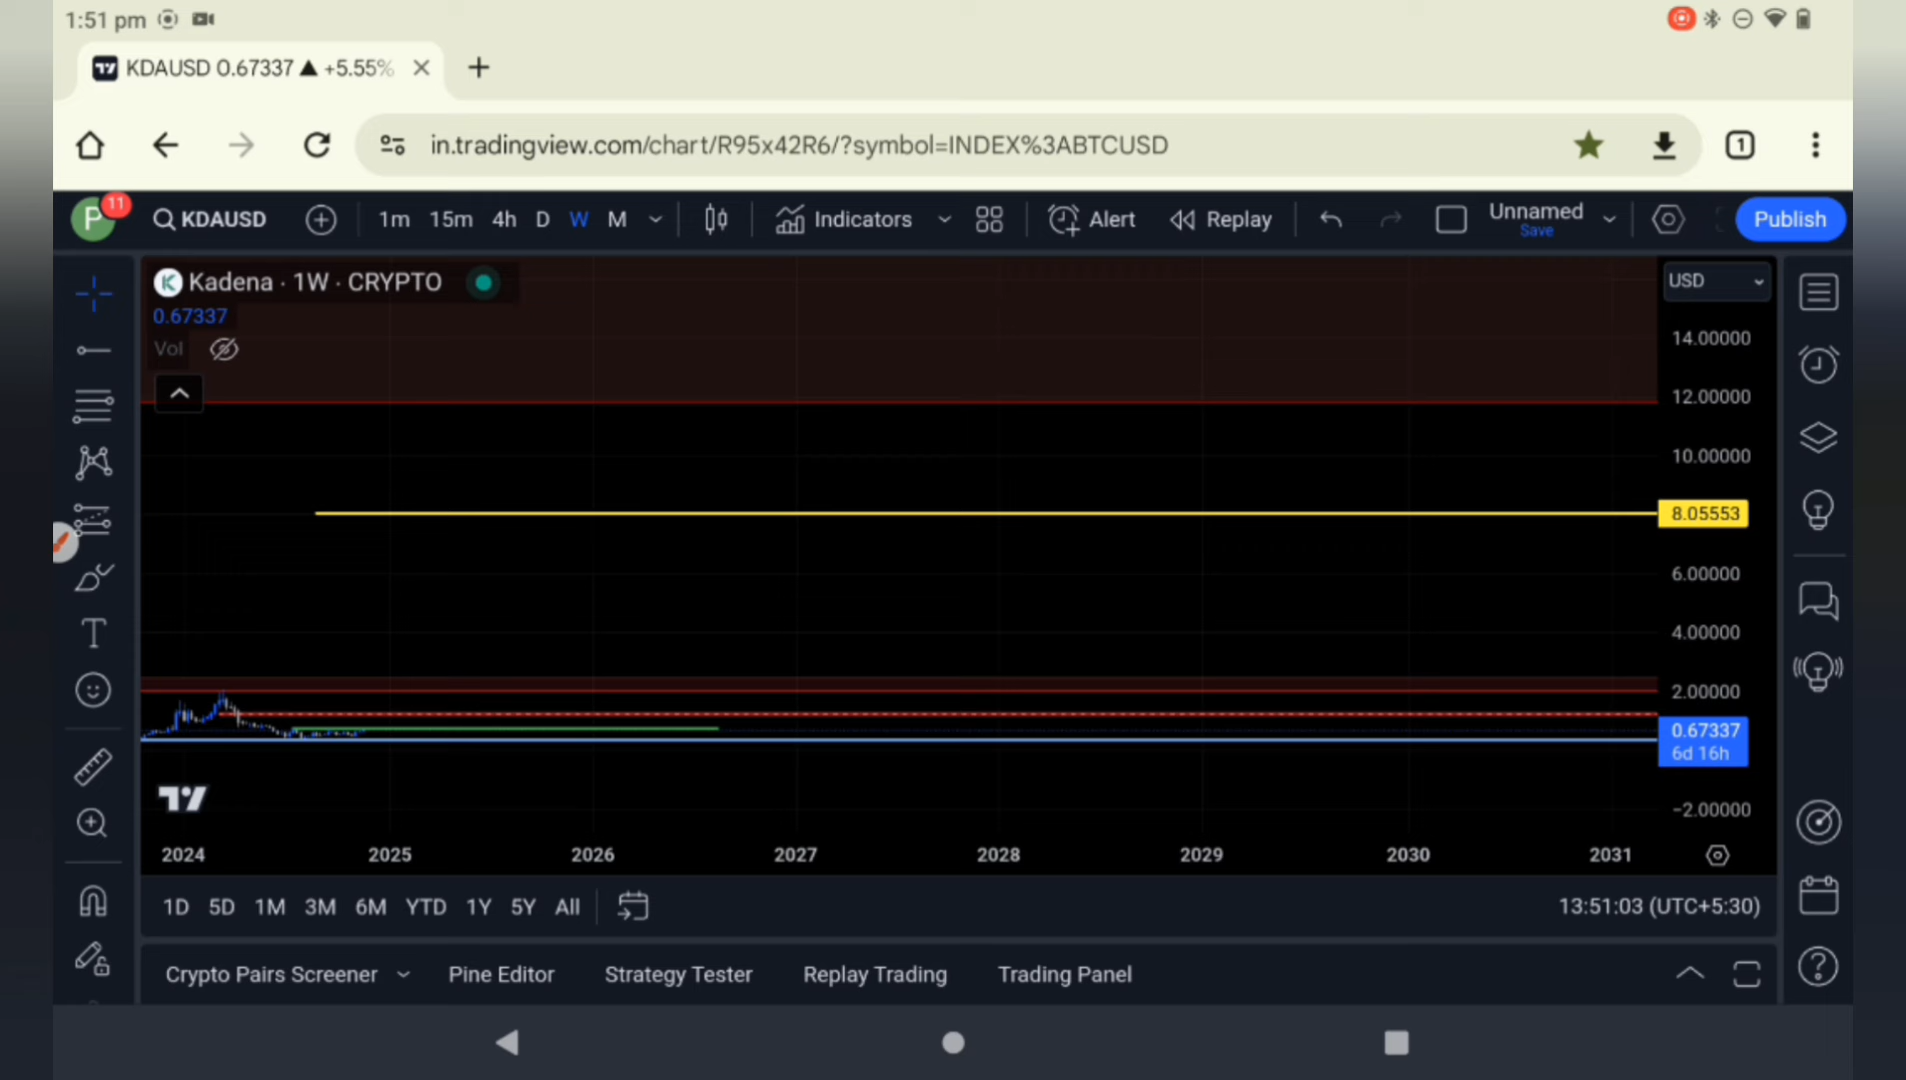 1:51 pm
KDAUSD 0.67337 ▲ +5.55%
in.tradingview.com/chart/R95x42R6/?symbol=INDEX%3ABTCUSD
1
P
11
KDAUSD
1m 15m 4h D W M
Indicators
Alert
Replay
Unnamed
Save
Publish
Kadena · 1W · CRYPTO
0.67337
Vol
USD
14.00000
12.00000
10.00000
8.05553
6.00000
4.00000
2.00000
0.67337
6d 16h
−2.00000
2024 2025 2026 2027 2028 2029 2030 2031
1D 5D 1M 3M 6M YTD 1Y 5Y All
13:51:03 (UTC+5:30)
Crypto Pairs Screener Pine Editor Strategy Tester Replay Trading Trading Panel